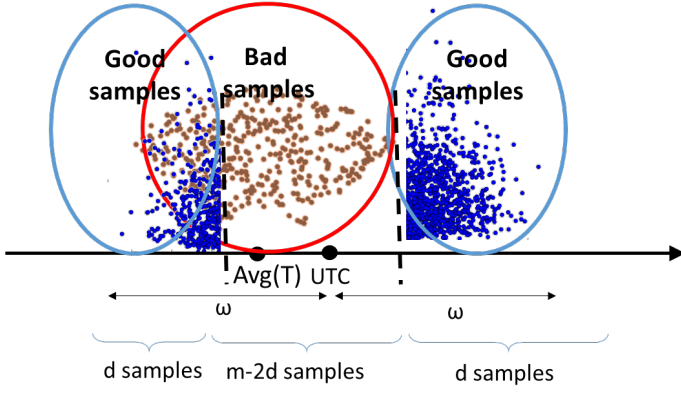 Good
samples
Bad
samples
Good
samples
Avg(T)
UTC
ω
ω
d samples
m-2d samples
d samples